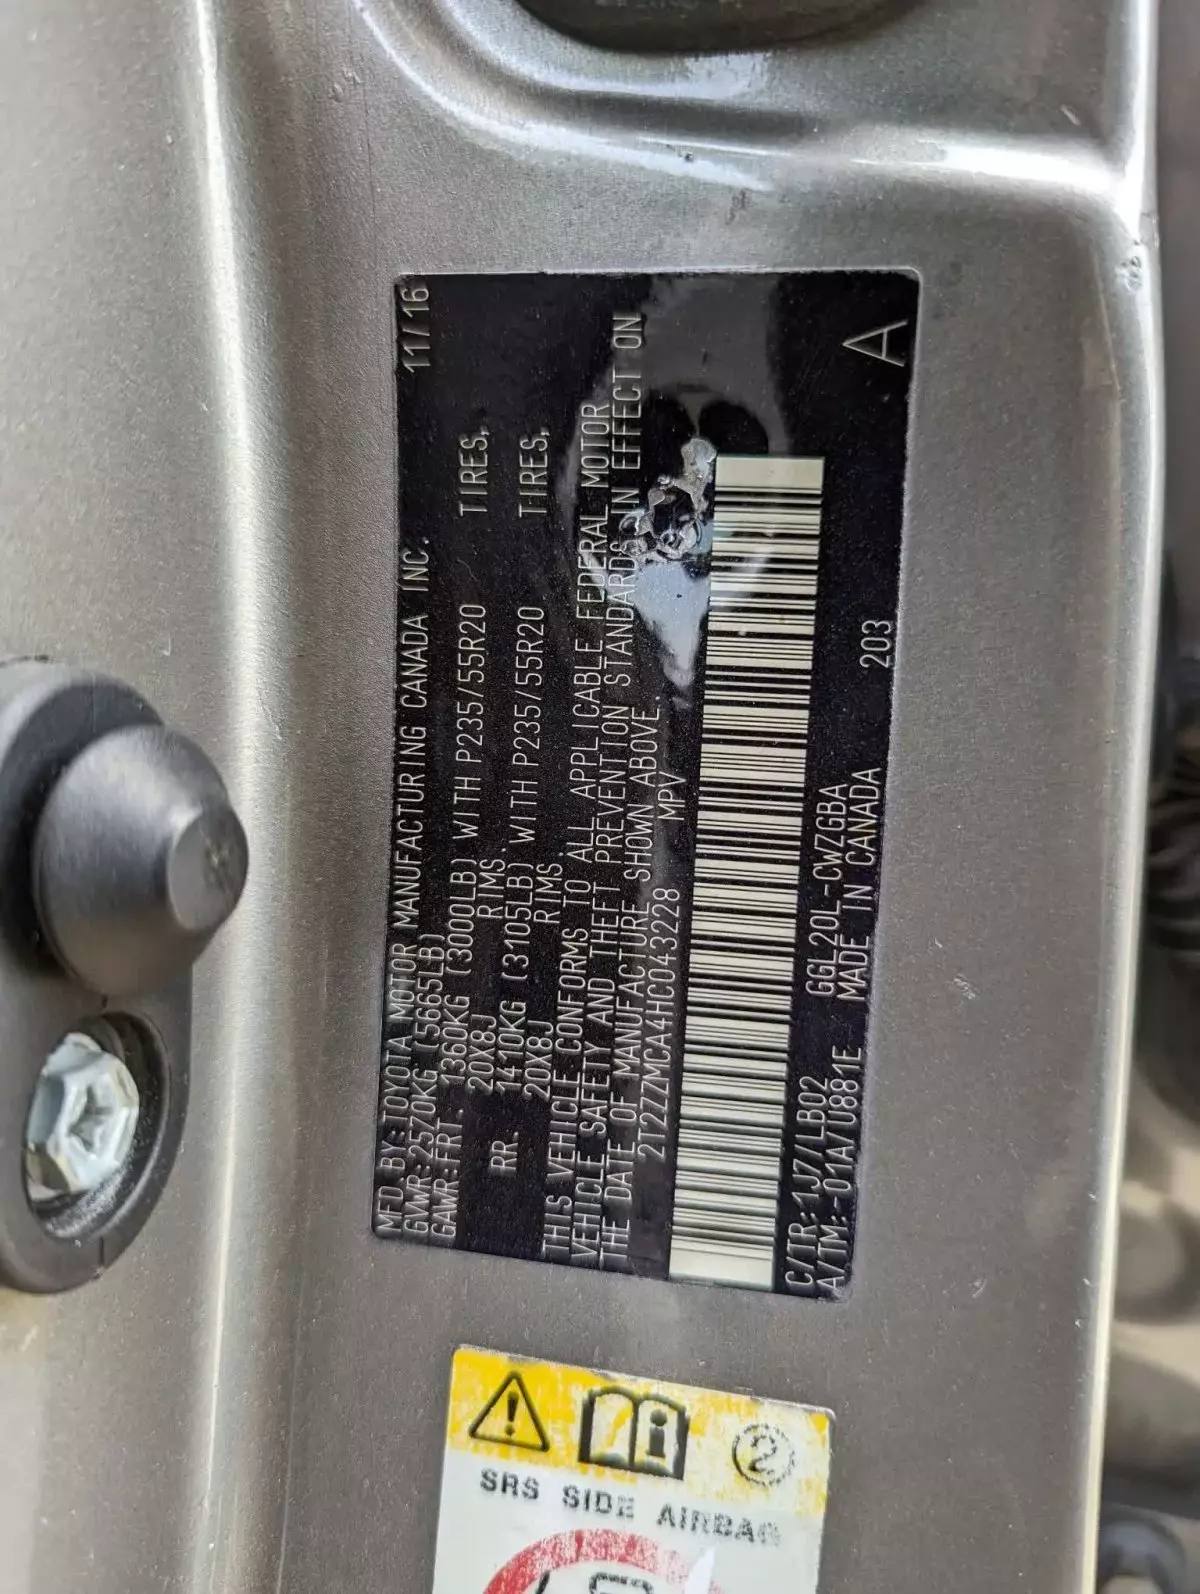 MFD BY: TOYOTA MOTOR MANUFACTURING CANADA INC. 11/16
GVWR: 2570KG (5665LB)
GAWR: FRT. 1360KG (3000LB) WITH P235/55R20 TIRES,
20X8J RIMS.
RR. 1410KG (3105LB) WITH P235/55R20 TIRES,
20X8J RIMS.
THIS VEHICLE CONFORMS TO ALL APPLICABLE FEDERAL MOTOR
VEHICLE SAFETY AND THEFT PREVENTION STANDARDS IN EFFECT ON
THE DATE OF MANUFACTURE SHOWN ABOVE.
2T2ZZMCA4HC043228 MPV
C/TR: 1J7/LB02 GGL20L-CWZGBA
A/TM: -01A/U881E MADE IN CANADA 203 A
2
SRS SIDE AIRBAG